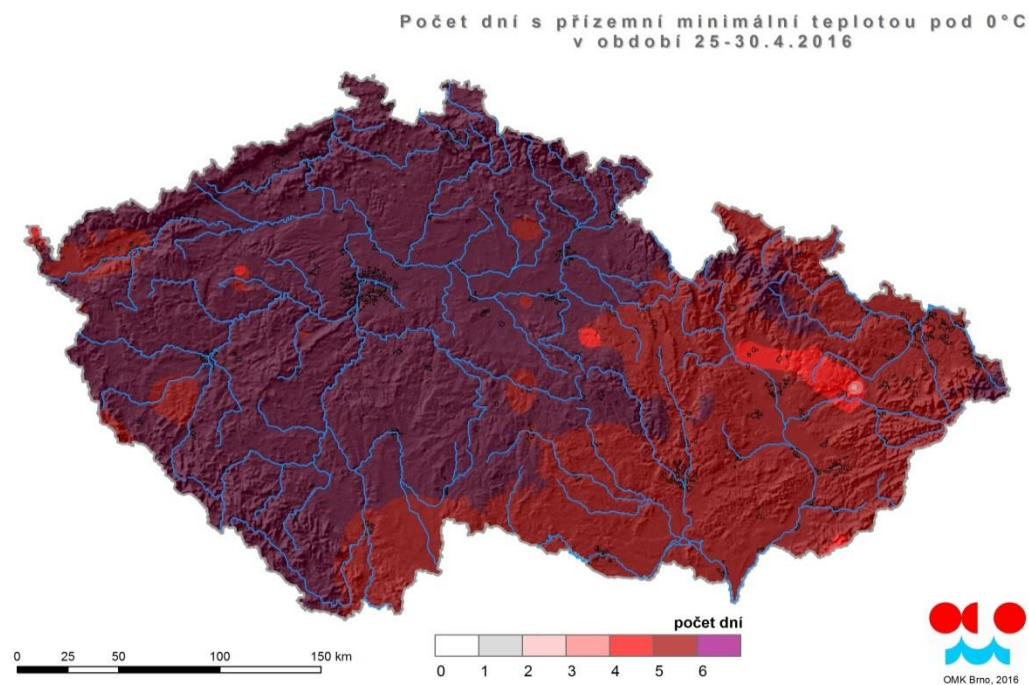 Počet dní s přízemní minimální teplotou pod 0°C
v období 25-30.4.2016
počet dní
0 1 2 3 4 5 6
0 25 50 100 150 km
OMK Brno, 2016